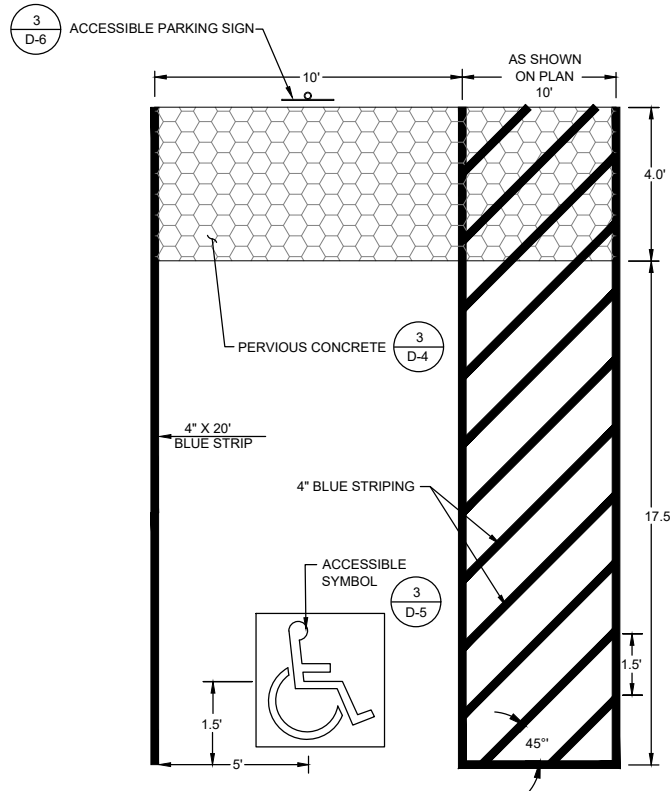 3
D-6
ACCESSIBLE PARKING SIGN
10'
AS SHOWN
ON PLAN
10'
4.0'
PERVIOUS CONCRETE
3
D-4
4" X 20'
BLUE STRIP
17.5
4" BLUE STRIPING
ACCESSIBLE
SYMBOL
3
D-5
1.5'
1.5'
45°'
5'